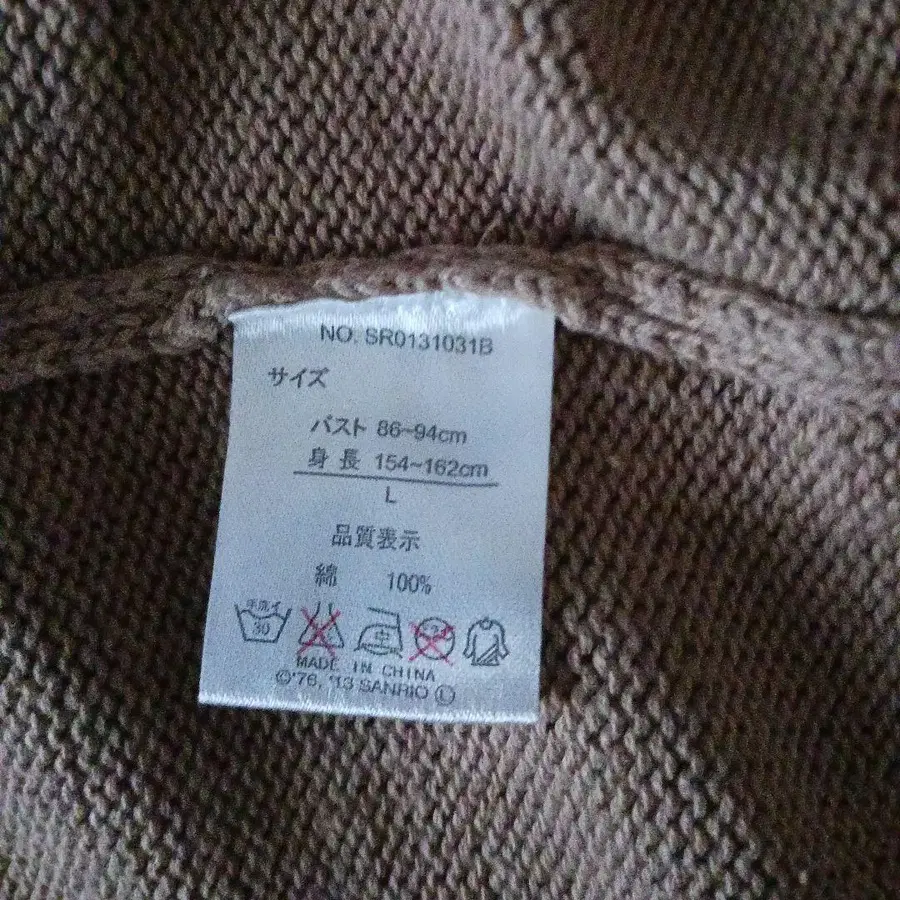 NO. SR0131031B
サイズ
バスト 86~94cm
身長 154~162cm
L
品質表示
綿 100%
手洗イ
30
中
MADE IN CHINA
©'76, '13 SANRIO Ⓛ